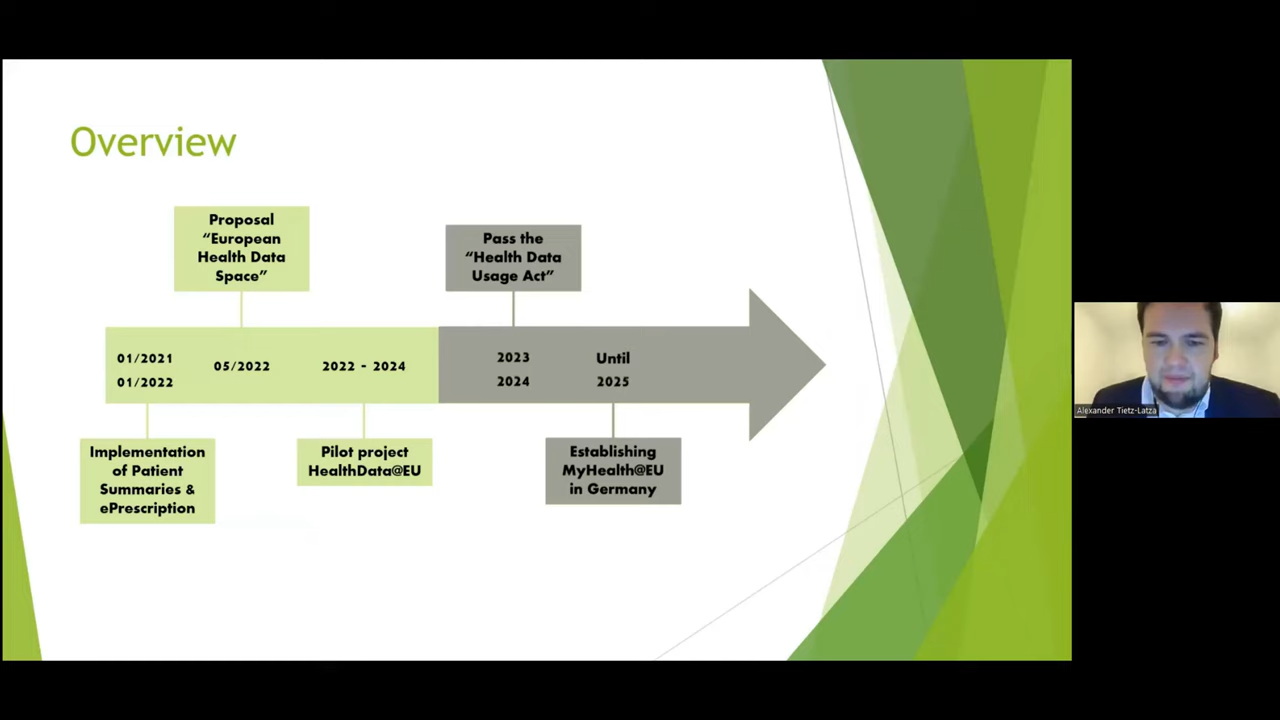 Overview
Proposal
“European
Health Data
Space”
Pass the
“Health Data
Usage Act”
01/2021
01/2022
05/2022
2022 - 2024
2023
2024
Until
2025
Implementation
of Patient
Summaries &
ePrescription
Pilot project
HealthData@EU
Establishing
MyHealth@EU
in Germany
Alexander Tietz-Latza